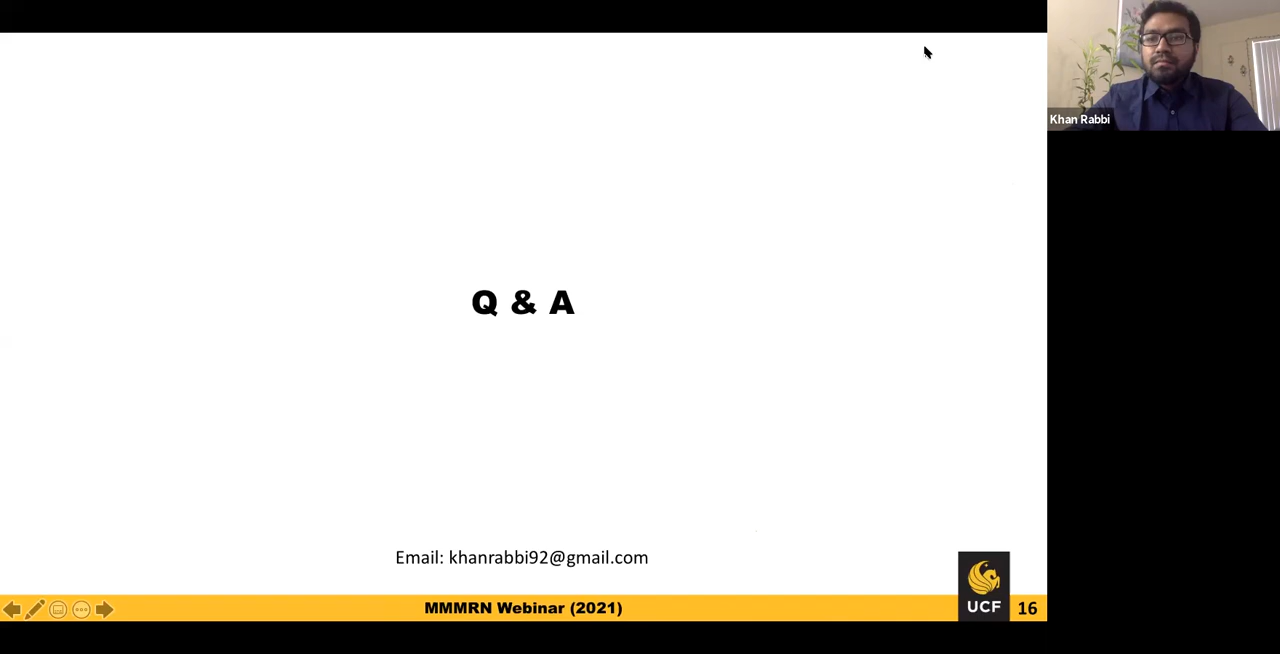 Khan Rabbi
Q & A
Email: khanrabbi92@gmail.com
MMMRN Webinar (2021)
UCF
16